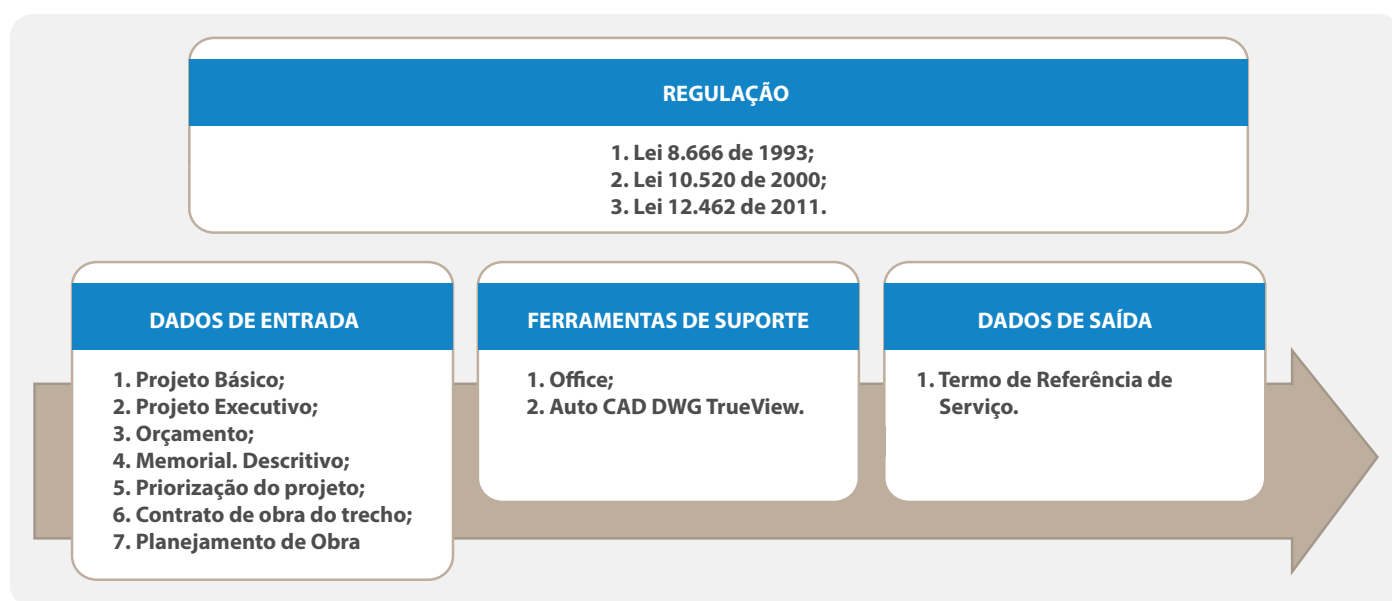 REGULAÇÃO
1. Lei 8.666 de 1993;
2. Lei 10.520 de 2000;
3. Lei 12.462 de 2011.
DADOS DE ENTRADA
1. Projeto Básico;
2. Projeto Executivo;
3. Orçamento;
4. Memorial. Descritivo;
5. Priorização do projeto;
6. Contrato de obra do trecho;
7. Planejamento de Obra
FERRAMENTAS DE SUPORTE
1. Office;
2. Auto CAD DWG TrueView.
DADOS DE SAÍDA
1. Termo de Referência de
Serviço.